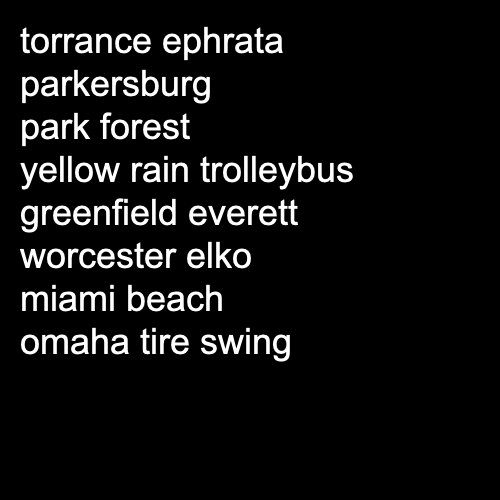 torrance ephrata
parkersburg
park forest
yellow rain trolleybus
greenfield everett
worcester elko
miami beach
omaha tire swing